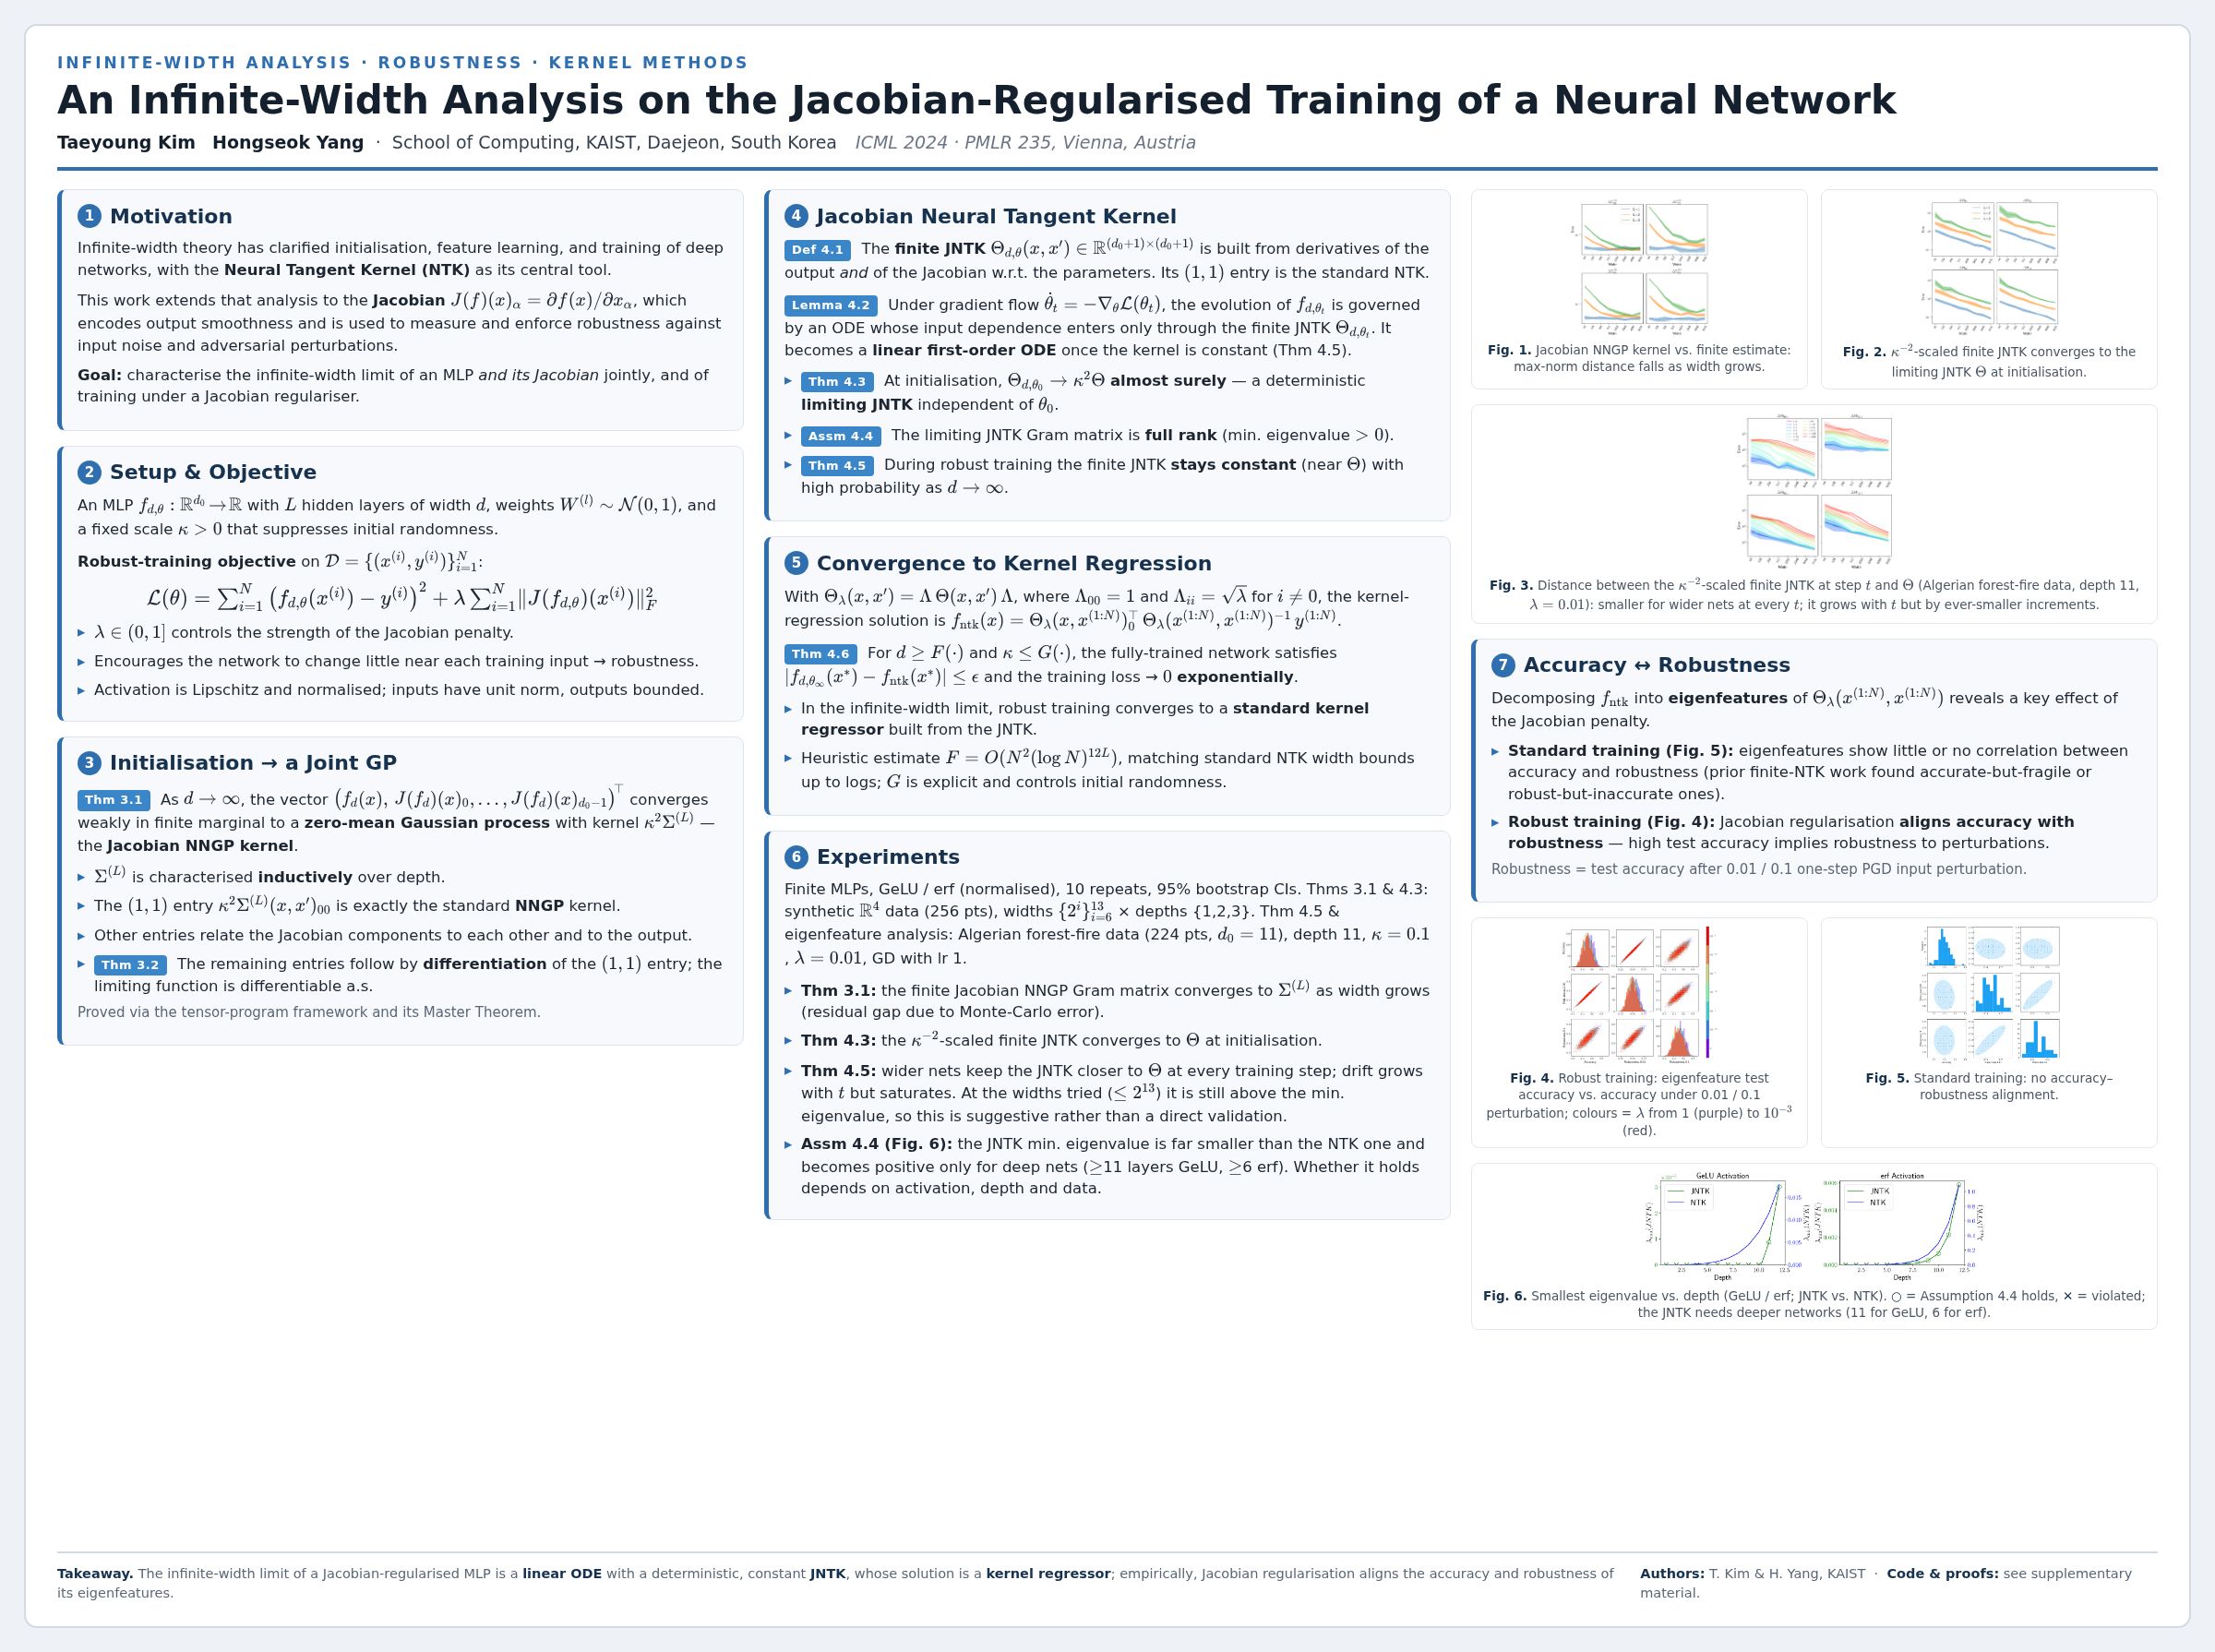 INFINITE-WIDTH ANALYSIS · ROBUSTNESS · KERNEL METHODS
An Infinite-Width Analysis on the Jacobian-Regularised Training of a Neural Network
Taeyoung Kim Hongseok Yang · School of Computing, KAIST, Daejeon, South Korea ICML 2024 · PMLR 235, Vienna, Austria
1 Motivation
Infinite-width theory has clarified initialisation, feature learning, and training of deep
networks, with the Neural Tangent Kernel (NTK) as its central tool.
This work extends that analysis to the Jacobian J(f)(x)_α = ∂f(x)/∂x_α, which
encodes output smoothness and is used to measure and enforce robustness against
input noise and adversarial perturbations.
Goal: characterise the infinite-width limit of an MLP and its Jacobian jointly, and of
training under a Jacobian regulariser.
2 Setup & Objective
An MLP f_{d,θ} : ℝ^{d_0} → ℝ with L hidden layers of width d, weights W^{(l)} ∼ 𝒩(0, 1), and
a fixed scale κ > 0 that suppresses initial randomness.
Robust-training objective on 𝒟 = {(x^{(i)}, y^{(i)})}_{i=1}^N:
ℒ(θ) = ∑_{i=1}^N (f_{d,θ}(x^{(i)}) − y^{(i)})^2 + λ ∑_{i=1}^N ‖J(f_{d,θ})(x^{(i)})‖_F^2
▸ λ ∈ (0, 1] controls the strength of the Jacobian penalty.
▸ Encourages the network to change little near each training input → robustness.
▸ Activation is Lipschitz and normalised; inputs have unit norm, outputs bounded.
3 Initialisation → a Joint GP
Thm 3.1 As d → ∞, the vector (f_d(x), J(f_d)(x)_0, …, J(f_d)(x)_{d_0−1})^⊤ converges
weakly in finite marginal to a zero-mean Gaussian process with kernel κ^2Σ^{(L)} —
the Jacobian NNGP kernel.
▸ Σ^{(L)} is characterised inductively over depth.
▸ The (1, 1) entry κ^2Σ^{(L)}(x, x′)_{00} is exactly the standard NNGP kernel.
▸ Other entries relate the Jacobian components to each other and to the output.
▸ Thm 3.2 The remaining entries follow by differentiation of the (1, 1) entry; the
limiting function is differentiable a.s.
Proved via the tensor-program framework and its Master Theorem.
4 Jacobian Neural Tangent Kernel
Def 4.1 The finite JNTK Θ_{d,θ}(x, x′) ∈ ℝ^{(d_0+1)×(d_0+1)} is built from derivatives of the
output and of the Jacobian w.r.t. the parameters. Its (1, 1) entry is the standard NTK.
Lemma 4.2 Under gradient flow θ̇_t = −∇_θℒ(θ_t), the evolution of f_{d,θ_t} is governed
by an ODE whose input dependence enters only through the finite JNTK Θ_{d,θ_t}. It
becomes a linear first-order ODE once the kernel is constant (Thm 4.5).
▸ Thm 4.3 At initialisation, Θ_{d,θ_0} → κ^2Θ almost surely — a deterministic
limiting JNTK independent of θ_0.
▸ Assm 4.4 The limiting JNTK Gram matrix is full rank (min. eigenvalue > 0).
▸ Thm 4.5 During robust training the finite JNTK stays constant (near Θ) with
high probability as d → ∞.
5 Convergence to Kernel Regression
With Θ_λ(x, x′) = Λ Θ(x, x′) Λ, where Λ_{00} = 1 and Λ_{ii} = √λ for i ≠ 0, the kernel-
regression solution is f_ntk(x) = Θ_λ(x, x^{(1:N)})_0^⊤ Θ_λ(x^{(1:N)}, x^{(1:N)})^{−1} y^{(1:N)}.
Thm 4.6 For d ≥ F(·) and κ ≤ G(·), the fully-trained network satisfies
|f_{d,θ_∞}(x*) − f_ntk(x*)| ≤ ϵ and the training loss → 0 exponentially.
▸ In the infinite-width limit, robust training converges to a standard kernel
regressor built from the JNTK.
▸ Heuristic estimate F = O(N^2(log N)^{12L}), matching standard NTK width bounds
up to logs; G is explicit and controls initial randomness.
6 Experiments
Finite MLPs, GeLU / erf (normalised), 10 repeats, 95% bootstrap CIs. Thms 3.1 & 4.3:
synthetic ℝ^4 data (256 pts), widths {2^i}_{i=6}^{13} × depths {1,2,3}. Thm 4.5 &
eigenfeature analysis: Algerian forest-fire data (224 pts, d_0 = 11), depth 11, κ = 0.1
, λ = 0.01, GD with lr 1.
▸ Thm 3.1: the finite Jacobian NNGP Gram matrix converges to Σ^{(L)} as width grows
(residual gap due to Monte-Carlo error).
▸ Thm 4.3: the κ^{−2}-scaled finite JNTK converges to Θ at initialisation.
▸ Thm 4.5: wider nets keep the JNTK closer to Θ at every training step; drift grows
with t but saturates. At the widths tried (≤ 2^{13}) it is still above the min.
eigenvalue, so this is suggestive rather than a direct validation.
▸ Assm 4.4 (Fig. 6): the JNTK min. eigenvalue is far smaller than the NTK one and
becomes positive only for deep nets (≥11 layers GeLU, ≥6 erf). Whether it holds
depends on activation, depth and data.
Fig. 1. Jacobian NNGP kernel vs. finite estimate:
max-norm distance falls as width grows.
Fig. 2. κ^{−2}-scaled finite JNTK converges to the
limiting JNTK Θ at initialisation.
Fig. 3. Distance between the κ^{−2}-scaled finite JNTK at step t and Θ (Algerian forest-fire data, depth 11,
λ = 0.01): smaller for wider nets at every t; it grows with t but by ever-smaller increments.
7 Accuracy ↔ Robustness
Decomposing f_ntk into eigenfeatures of Θ_λ(x^{(1:N)}, x^{(1:N)}) reveals a key effect of
the Jacobian penalty.
▸ Standard training (Fig. 5): eigenfeatures show little or no correlation between
accuracy and robustness (prior finite-NTK work found accurate-but-fragile or
robust-but-inaccurate ones).
▸ Robust training (Fig. 4): Jacobian regularisation aligns accuracy with
robustness — high test accuracy implies robustness to perturbations.
Robustness = test accuracy after 0.01 / 0.1 one-step PGD input perturbation.
Fig. 4. Robust training: eigenfeature test
accuracy vs. accuracy under 0.01 / 0.1
perturbation; colours = λ from 1 (purple) to 10^{−3}
(red).
Fig. 5. Standard training: no accuracy–
robustness alignment.
GeLU Activation
JNTK
NTK
2.5 5.0 7.5 10.0 12.5
Depth
erf Activation
JNTK
NTK
2.5 5.0 7.5 10.0 12.5
Depth
Fig. 6. Smallest eigenvalue vs. depth (GeLU / erf; JNTK vs. NTK). ○ = Assumption 4.4 holds, ✕ = violated;
the JNTK needs deeper networks (11 for GeLU, 6 for erf).
Takeaway. The infinite-width limit of a Jacobian-regularised MLP is a linear ODE with a deterministic, constant JNTK, whose solution is a kernel regressor; empirically, Jacobian regularisation aligns the accuracy and robustness of
its eigenfeatures.
Authors: T. Kim & H. Yang, KAIST · Code & proofs: see supplementary
material.